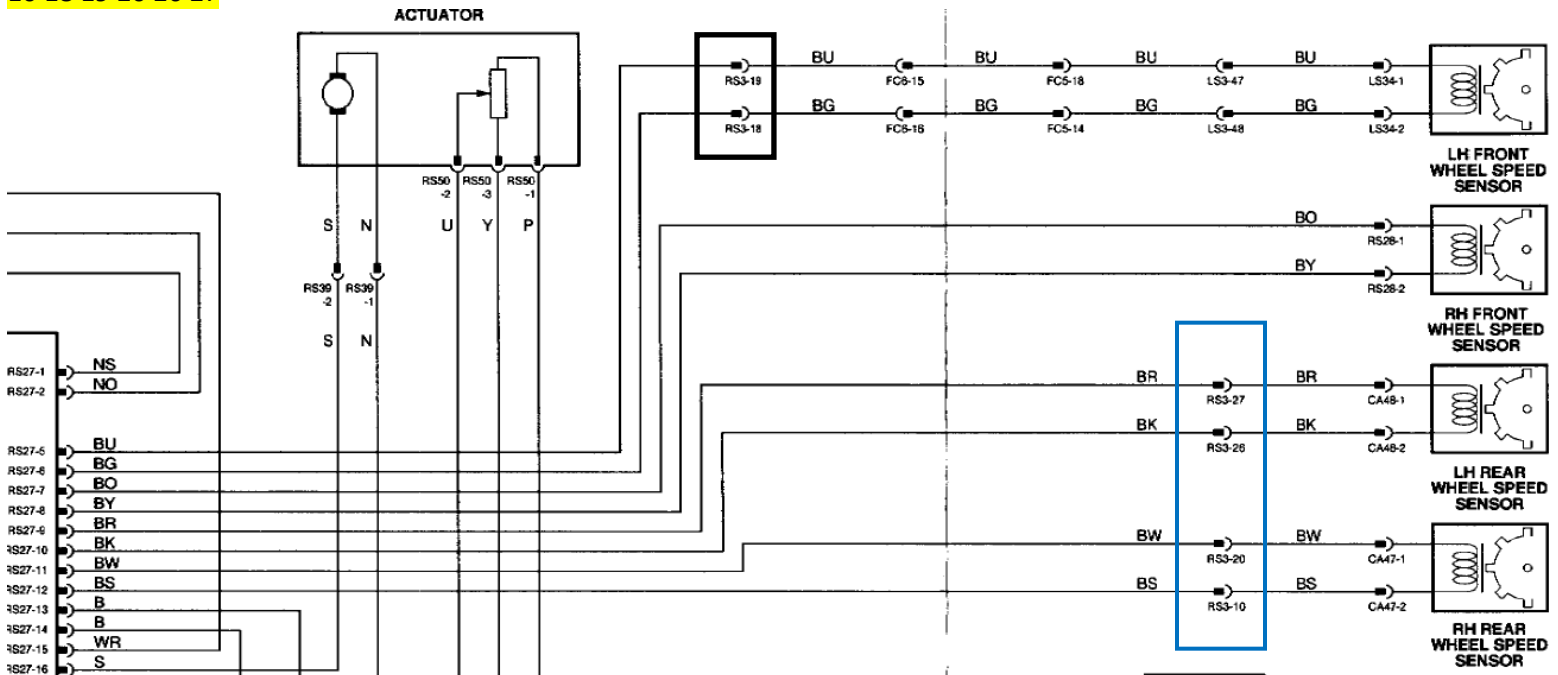 ACTUATOR
RS3-19 BU FC6-15 BU FC5-18 BU LS3-47 BU LS34-1
RS3-18 BG FC6-16 BG FC5-14 BG LS3-48 BG LS34-2
LH FRONT
WHEEL SPEED
SENSOR
RS50 RS50 RS50
-2 -3 -1
S N U Y P
BO RS28-1
BY RS28-2
RH FRONT
WHEEL SPEED
SENSOR
RS39 RS39
-2 -1
S N
RS27-1 NS
RS27-2 NO
BR RS3-27 BR CA48-1
BK RS3-26 BK CA48-2
LH REAR
WHEEL SPEED
SENSOR
RS27-5 BU
RS27-6 BG
RS27-7 BO
RS27-8 BY
RS27-9 BR
RS27-10 BK
RS27-11 BW
RS27-12 BS
RS27-13 B
RS27-14 B
RS27-15 WR
RS27-16 S
BW RS3-20 BW CA47-1
BS RS3-10 BS CA47-2
RH REAR
WHEEL SPEED
SENSOR